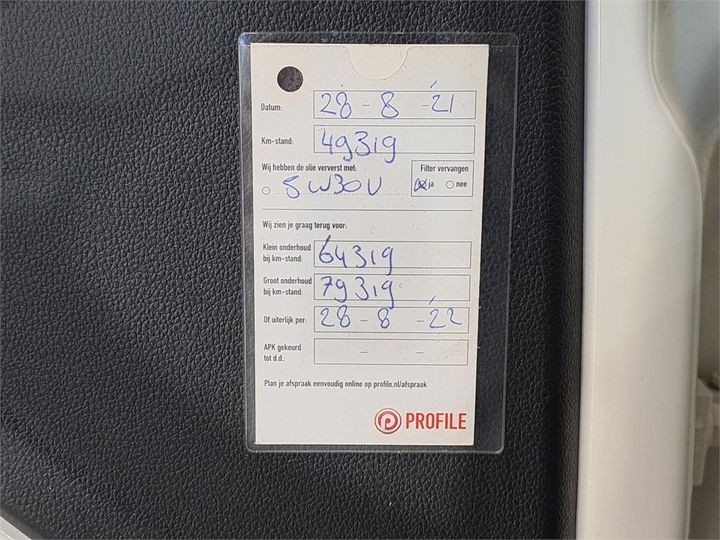 Datum: 28 - 8 - '21
Km-stand: 49319
Wij hebben de olie ververst met: Filter vervangen
5W30V ja nee
Wij zien je graag terug voor:
Klein onderhoud
bij km-stand: 64319
Groot onderhoud
bij km-stand: 79319
Of uiterlijk per: 28 - 8 - '22
APK gekeurd
tot d.d.: - -
Plan je afspraak eenvoudig online op profile.nl/afspraak
PROFILE